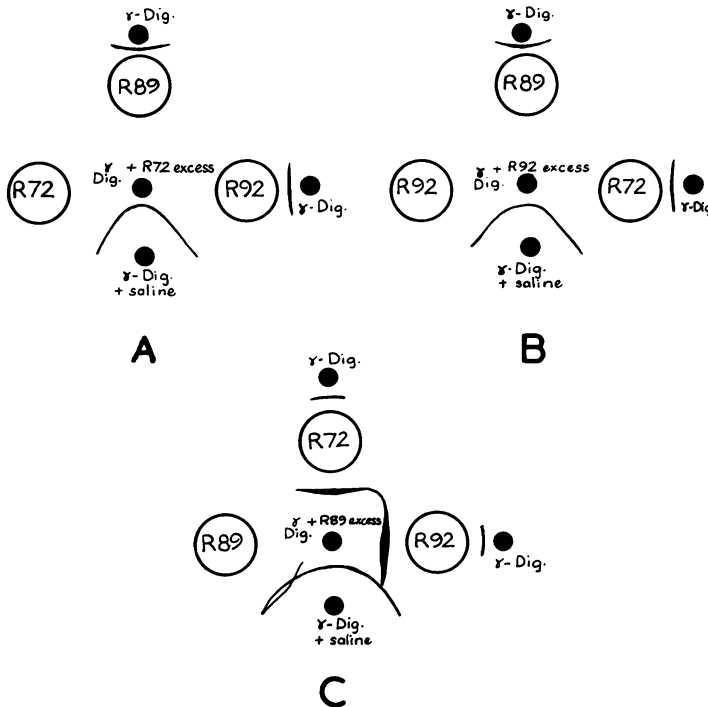 ɤ-Dig.
R89
ɤ + R72 excess
Dig.
R72
R92
ɤ-Dig.
ɤ-Dig.
+ saline
A
ɤ-Dig.
R89
ɤ + R92 excess
Dig.
R92
R72
ɤ-Dig
ɤ-Dig.
+ saline
B
ɤ-Dig.
R72
ɤ + R89 excess
Dig.
R89
R92
ɤ-Dig.
ɤ-Dig.
+ saline
C